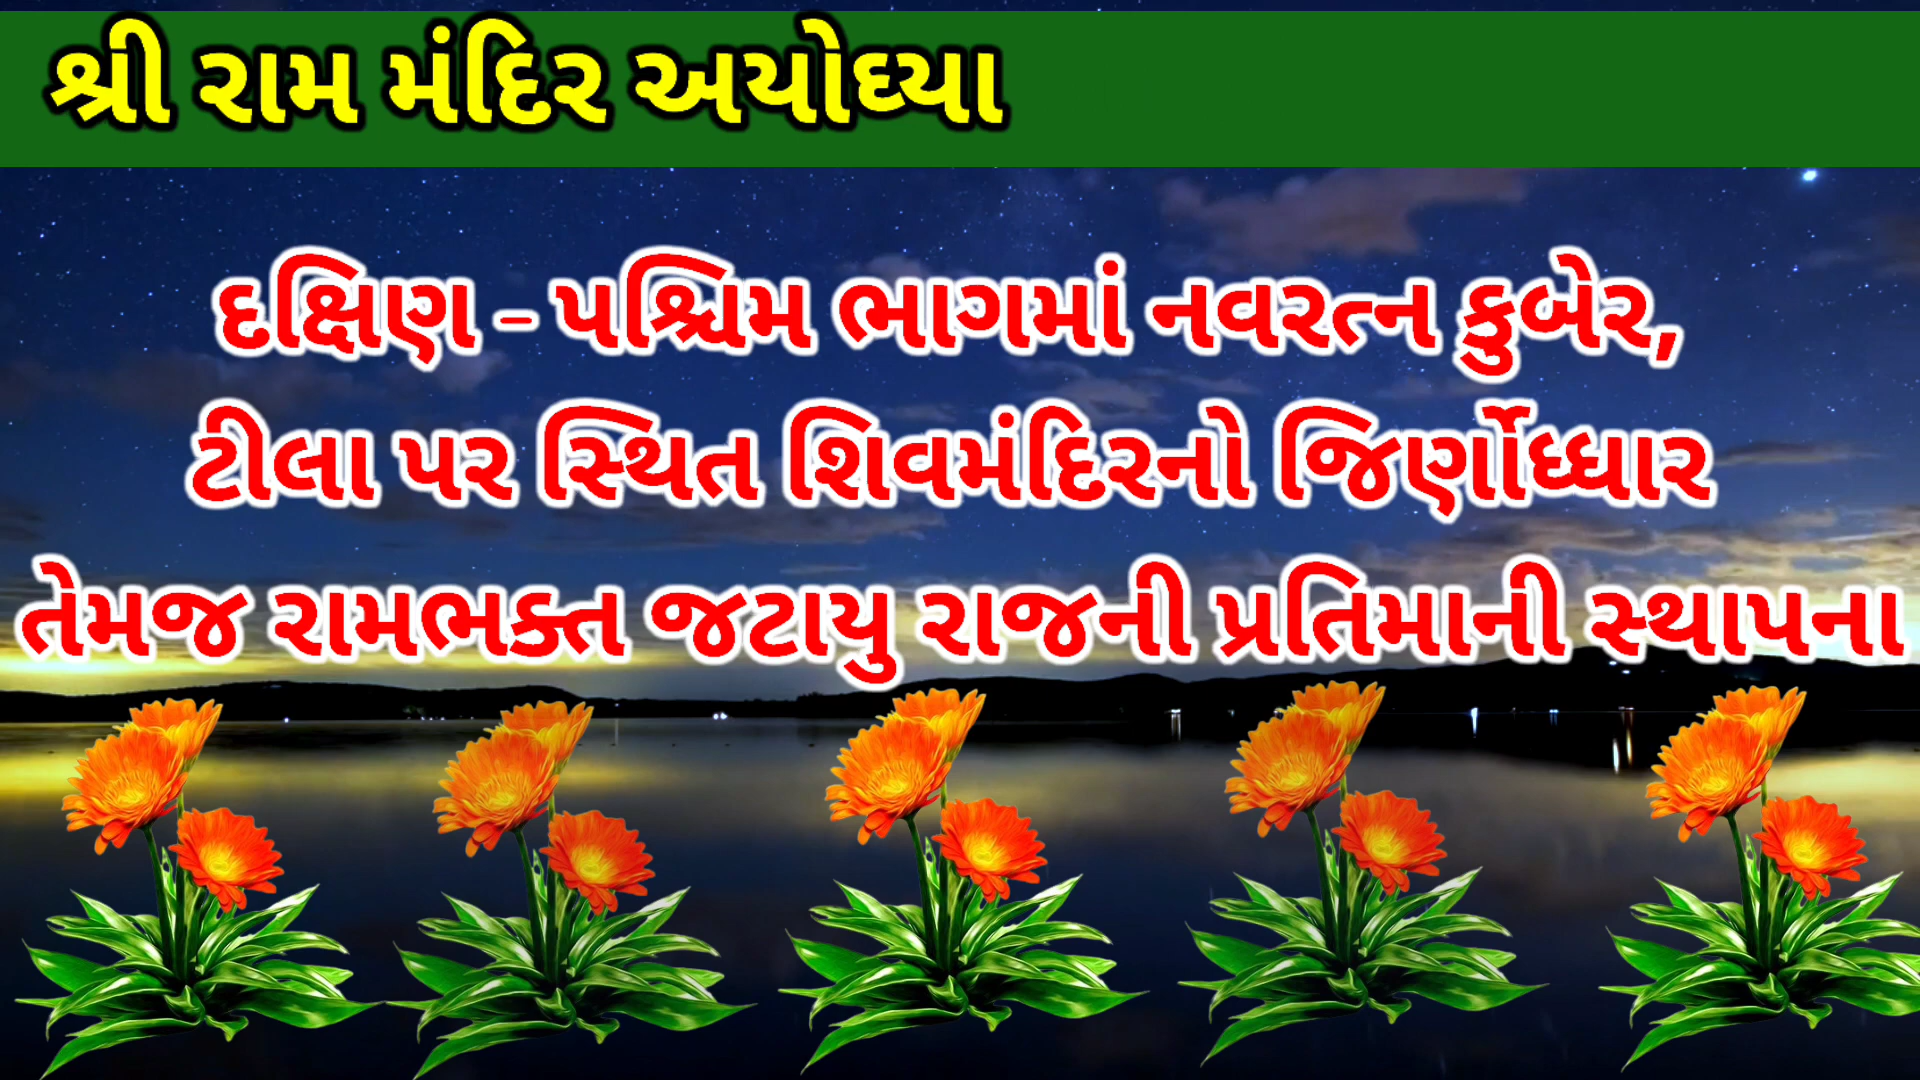 શ્રી રામ મંદિર અયોધ્યા
દક્ષિણ - પશ્ચિમ ભાગમાં નવરત્ન કુબેર,
ટીલા પર સ્થિત શિવમંદિરનો જિર્ણોધ્ધાર
તેમજ રામભક્ત જટાયુ રાજની પ્રતિમાની સ્થાપના